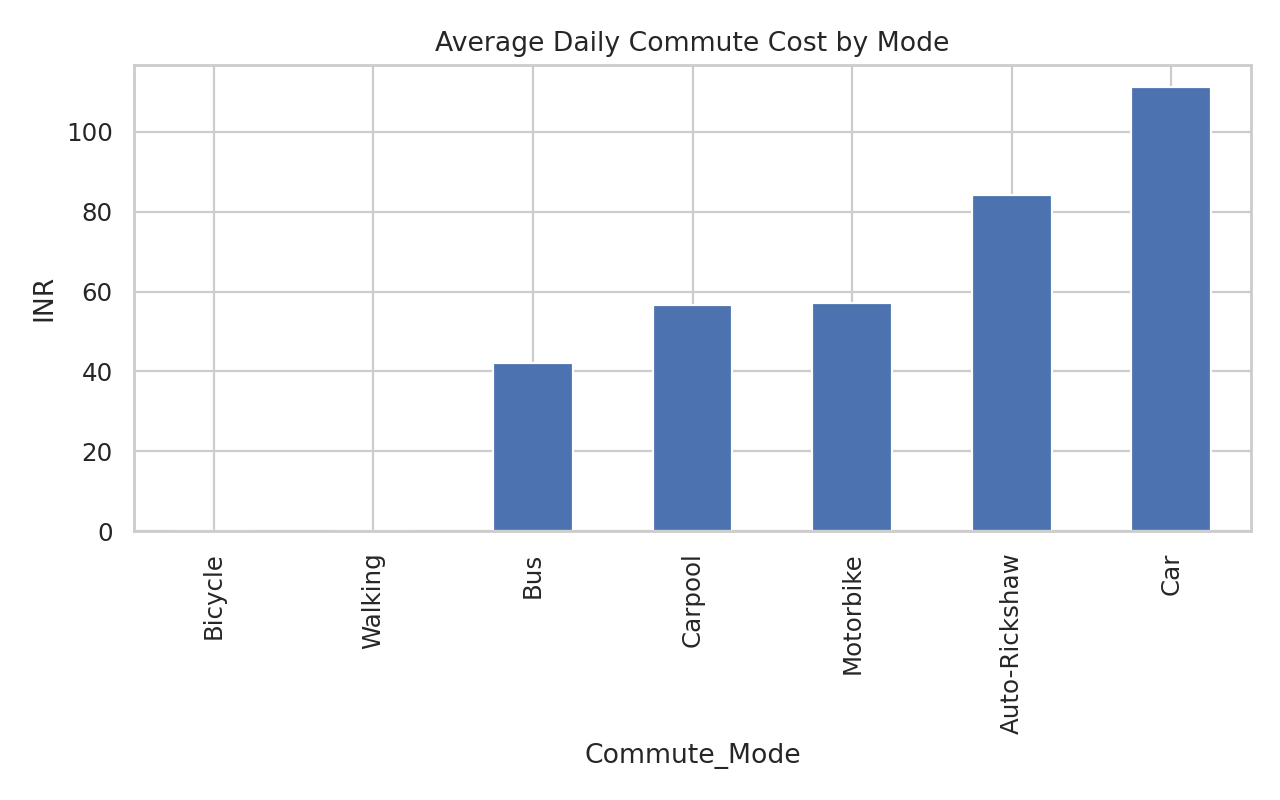 Average Daily Commute Cost by Mode
INR
100
80
60
40
20
0
Bicycle
Walking
Bus
Carpool
Motorbike
Auto-Rickshaw
Car
Commute_Mode